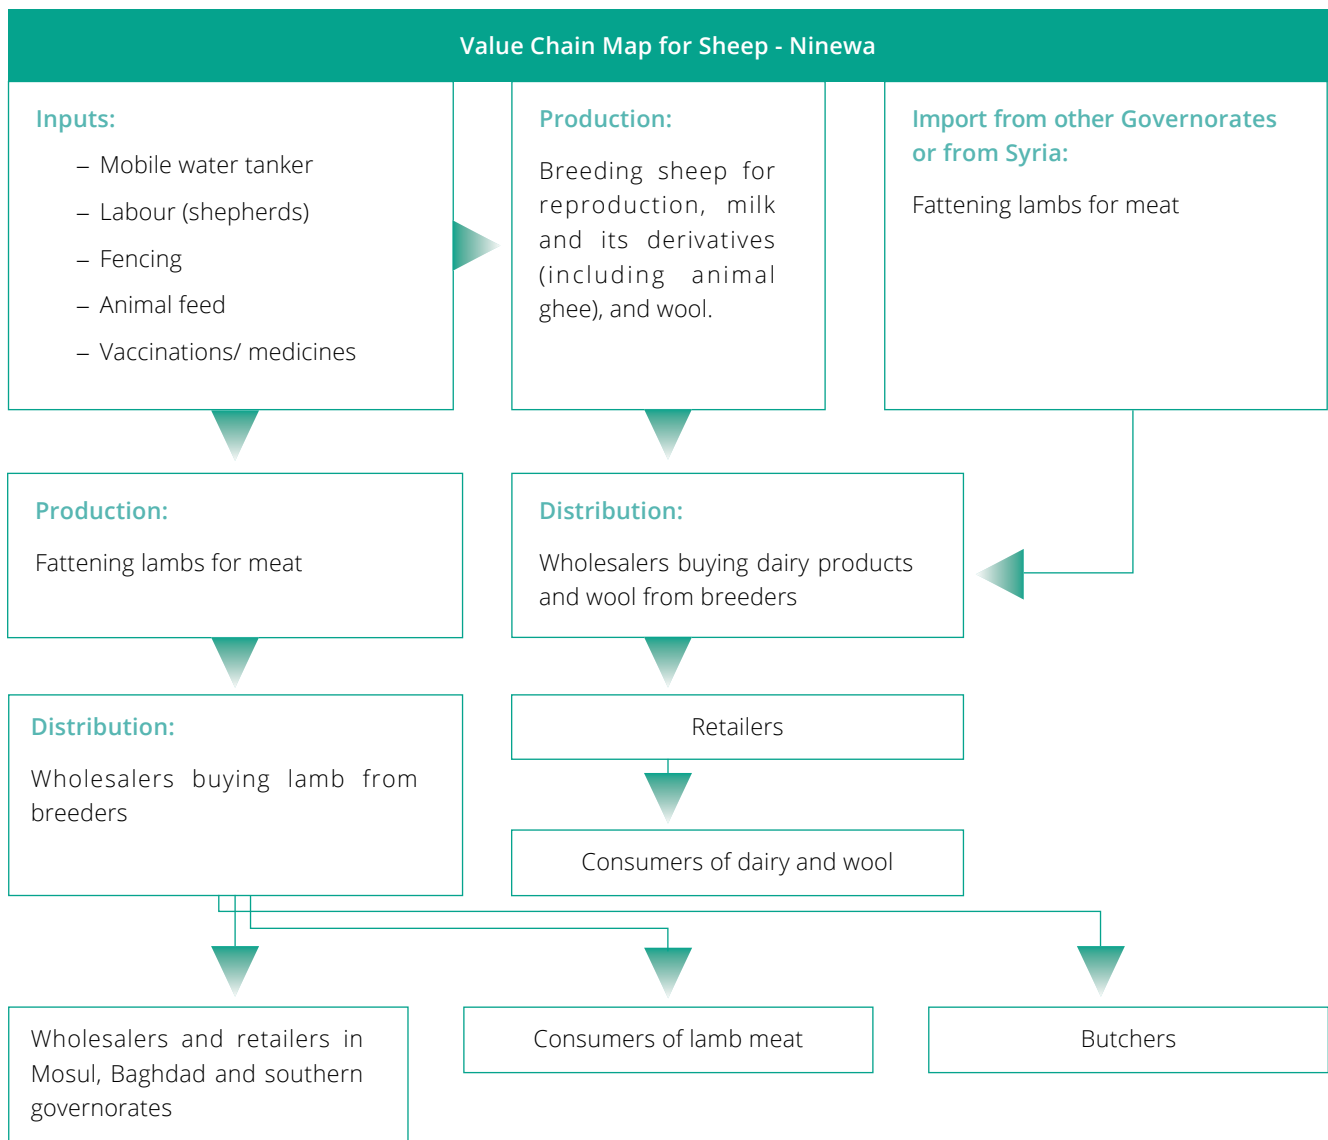 Value Chain Map for Sheep - Ninewa
Inputs:
– Mobile water tanker
– Labour (shepherds)
– Fencing
– Animal feed
– Vaccinations/ medicines
Production:
Breeding sheep for
reproduction, milk
and its derivatives
(including animal
ghee), and wool.
Import from other Governorates
or from Syria:
Fattening lambs for meat
Production:
Fattening lambs for meat
Distribution:
Wholesalers buying dairy products
and wool from breeders
Distribution:
Wholesalers buying lamb from
breeders
Retailers
Consumers of dairy and wool
Wholesalers and retailers in
Mosul, Baghdad and southern
governorates
Consumers of lamb meat
Butchers